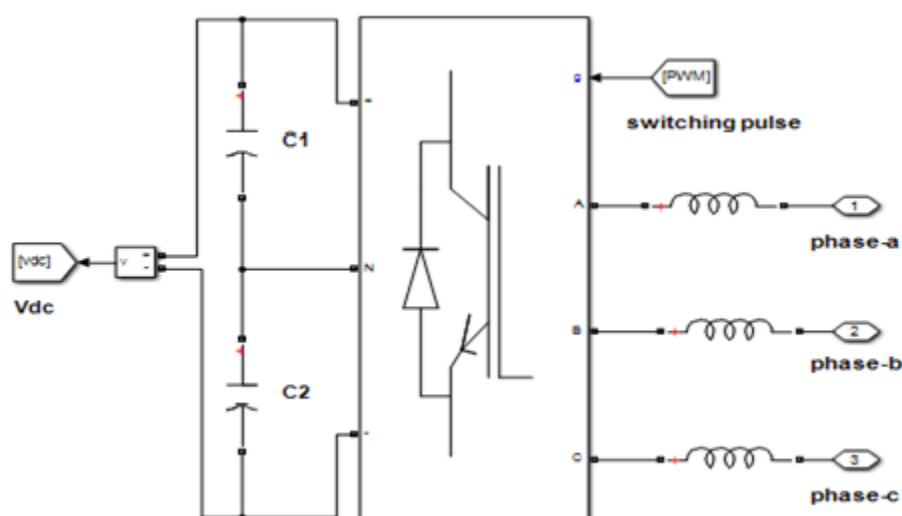 +
g
[PWM]
switching pulse
C1
A
1
phase-a
[vdc]
v
+
-
N
Vdc
B
2
phase-b
C2
-
C
3
phase-c